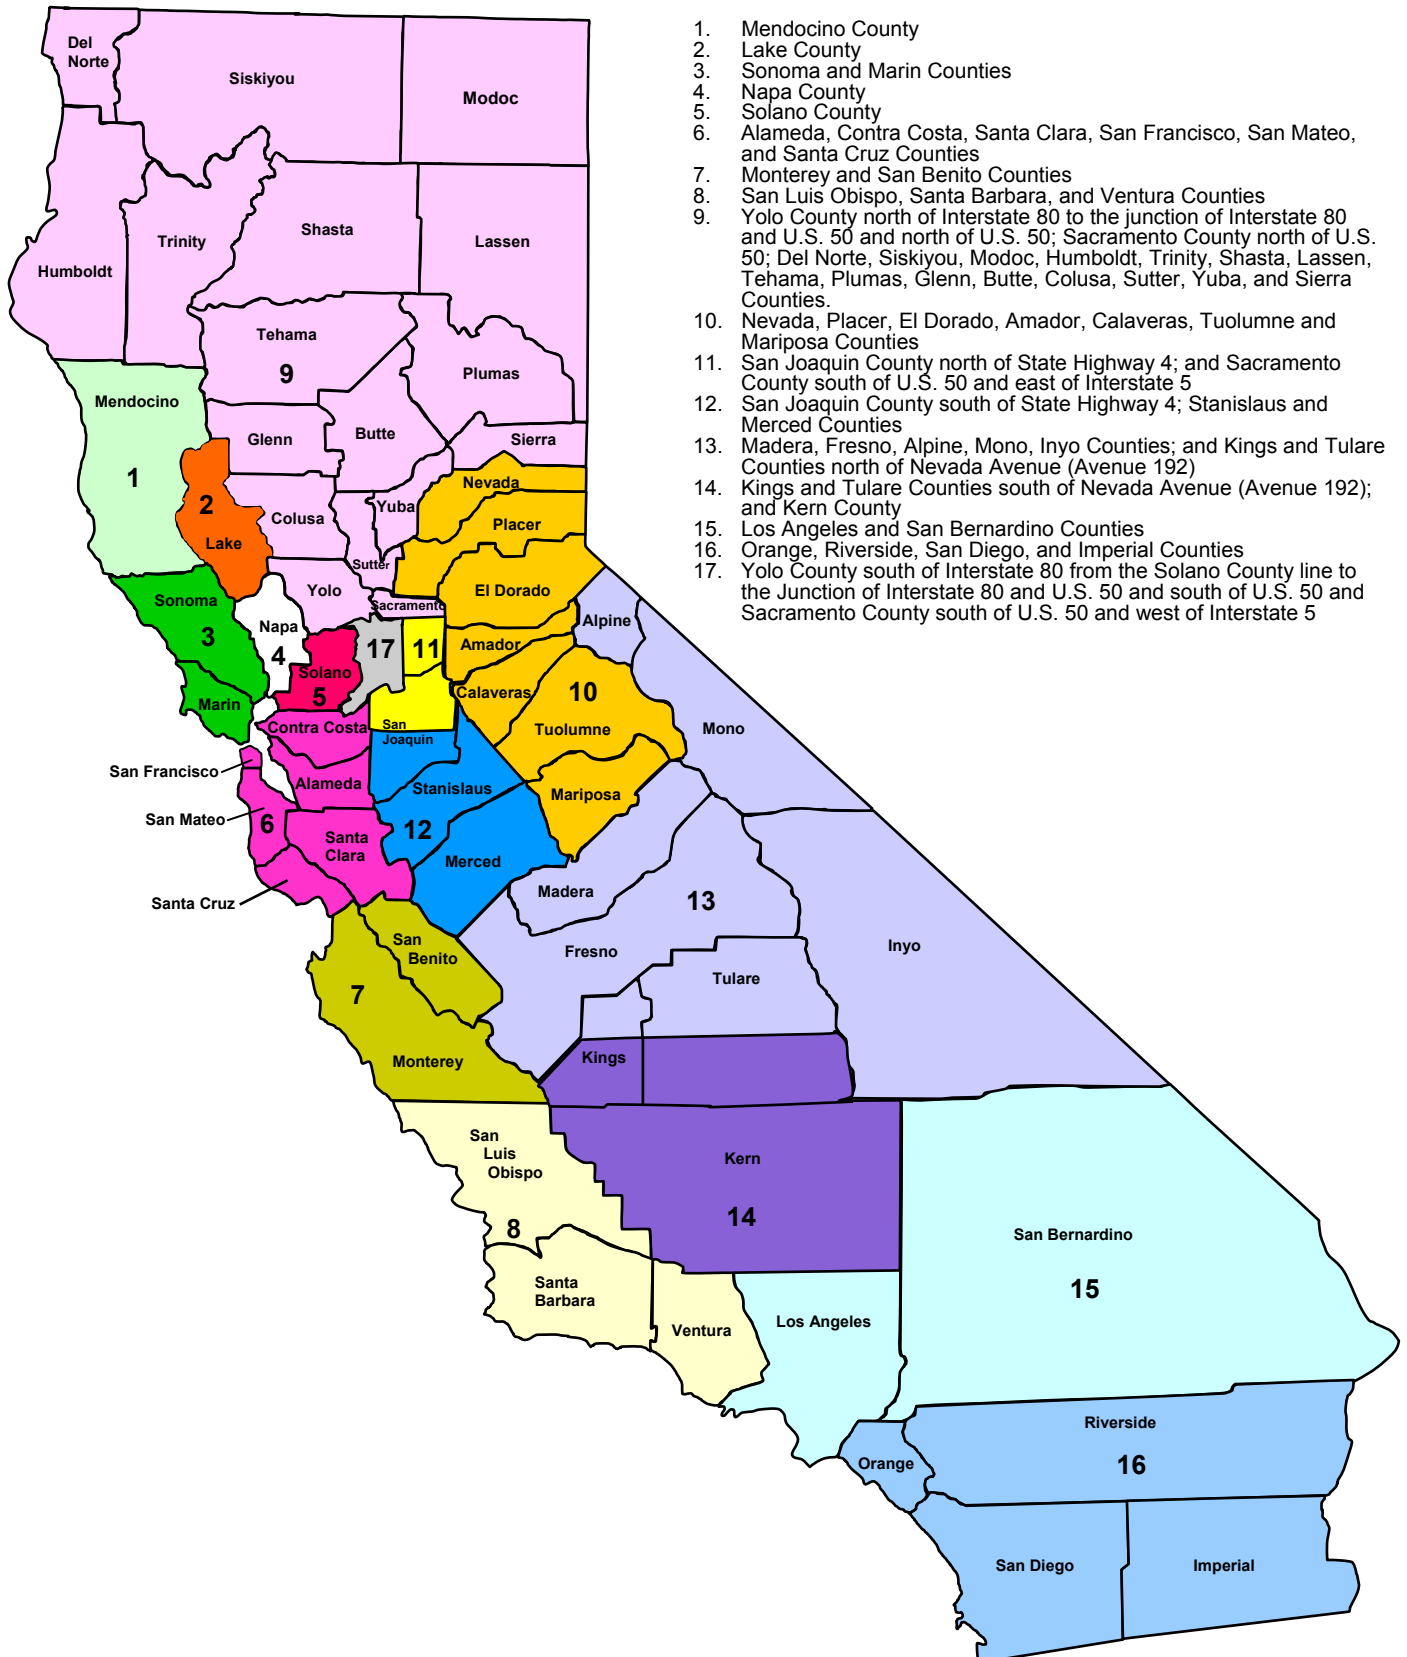 1. Mendocino County
2. Lake County
3. Sonoma and Marin Counties
4. Napa County
5. Solano County
6. Alameda, Contra Costa, Santa Clara, San Francisco, San Mateo,
and Santa Cruz Counties
7. Monterey and San Benito Counties
8. San Luis Obispo, Santa Barbara, and Ventura Counties
9. Yolo County north of Interstate 80 to the junction of Interstate 80
and U.S. 50 and north of U.S. 50; Sacramento County north of U.S.
50; Del Norte, Siskiyou, Modoc, Humboldt, Trinity, Shasta, Lassen,
Tehama, Plumas, Glenn, Butte, Colusa, Sutter, Yuba, and Sierra
Counties.
10. Nevada, Placer, El Dorado, Amador, Calaveras, Tuolumne and
Mariposa Counties
11. San Joaquin County north of State Highway 4; and Sacramento
County south of U.S. 50 and east of Interstate 5
12. San Joaquin County south of State Highway 4; Stanislaus and
Merced Counties
13. Madera, Fresno, Alpine, Mono, Inyo Counties; and Kings and Tulare
Counties north of Nevada Avenue (Avenue 192)
14. Kings and Tulare Counties south of Nevada Avenue (Avenue 192);
and Kern County
15. Los Angeles and San Bernardino Counties
16. Orange, Riverside, San Diego, and Imperial Counties
17. Yolo County south of Interstate 80 from the Solano County line to
the Junction of Interstate 80 and U.S. 50 and south of U.S. 50 and
Sacramento County south of U.S. 50 and west of Interstate 5
Del
Norte
Siskiyou
Modoc
Humboldt
Trinity
Shasta
Lassen
Tehama
9
Plumas
Mendocino
1
Glenn
Butte
Sierra
2
Lake
Colusa
Yuba
Nevada
Placer
Sutter
El Dorado
Yolo
Sacramento
Sonoma
3
Napa
4
Alpine
Marin
Solano
5
17
11
Amador
Calaveras
10
Tuolumne
Mono
Contra Costa
San
Joaquin
San Francisco
Alameda
Stanislaus
Mariposa
San Mateo
6
Santa
Clara
12
Merced
Santa Cruz
Madera
13
San
Benito
Fresno
Inyo
7
Tulare
Monterey
Kings
San
Luis
Obispo
8
Kern
14
San Bernardino
15
Santa
Barbara
Ventura
Los Angeles
Riverside
16
Orange
San Diego
Imperial